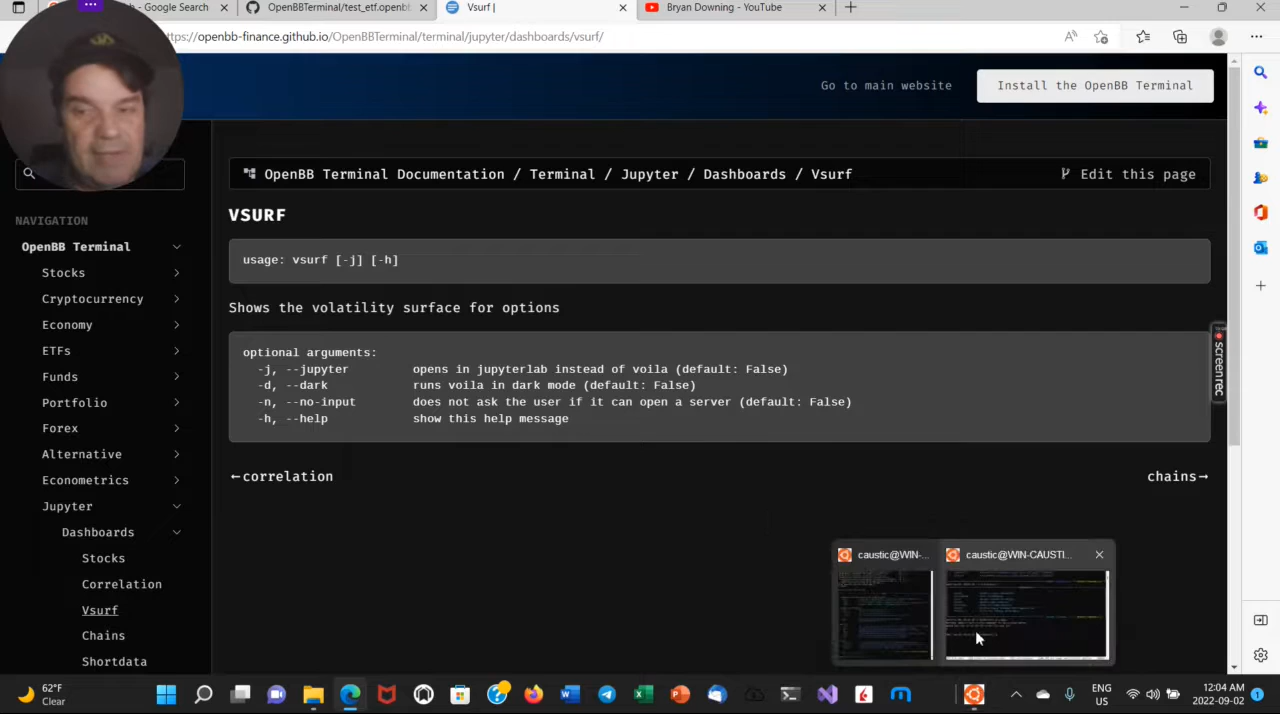 - Google Search
OpenBBTerminal/test_etf.openbb
Vsurf |
Bryan Downing - YouTube
ttps://openbb-finance.github.io/OpenBBTerminal/terminal/jupyter/dashboards/vsurf/
Go to main website
Install the OpenBB Terminal
OpenBB Terminal Documentation / Terminal / Jupyter / Dashboards / Vsurf
Edit this page
NAVIGATION
OpenBB Terminal
Stocks
Cryptocurrency
Economy
ETFs
Funds
Portfolio
Forex
Alternative
Econometrics
Jupyter
Dashboards
Stocks
Correlation
Vsurf
Chains
Shortdata
VSURF
usage: vsurf [-j] [-h]
Shows the volatility surface for options
optional arguments:
-j, --jupyter opens in jupyterlab instead of voila (default: False)
-d, --dark runs voila in dark mode (default: False)
-n, --no-input does not ask the user if it can open a server (default: False)
-h, --help show this help message
←correlation
chains→
screenrec
caustic@WIN-...
caustic@WIN-CAUSTI...
62°F
Clear
ENG
US
12:04 AM
2022-09-02